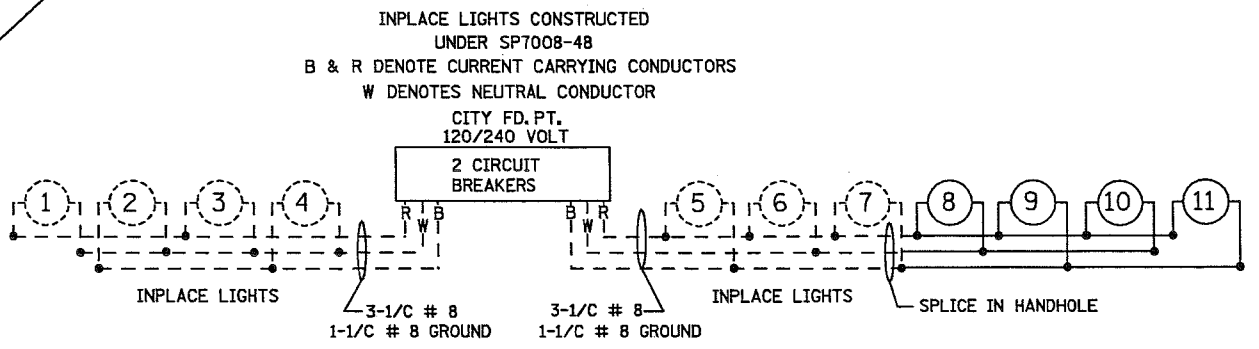 INPLACE LIGHTS CONSTRUCTED
UNDER SP7008-48
B & R DENOTE CURRENT CARRYING CONDUCTORS
W DENOTES NEUTRAL CONDUCTOR
CITY FD.PT.
120/240 VOLT
2 CIRCUIT
BREAKERS
1 2 3 4 5 6 7 8 9 10 11
R W B B W R
INPLACE LIGHTS INPLACE LIGHTS SPLICE IN HANDHOLE
3-1/C # 8 3-1/C # 8
1-1/C # 8 GROUND 1-1/C # 8 GROUND